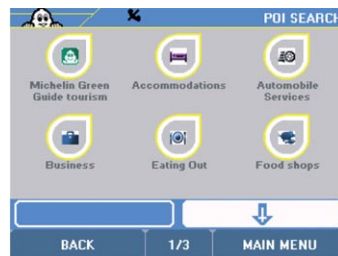 POI SEARCH
Michelin Green
Guide tourism
Accommodations
Automobile
Services
Business
Eating Out
Food shops
BACK
1/3
MAIN MENU